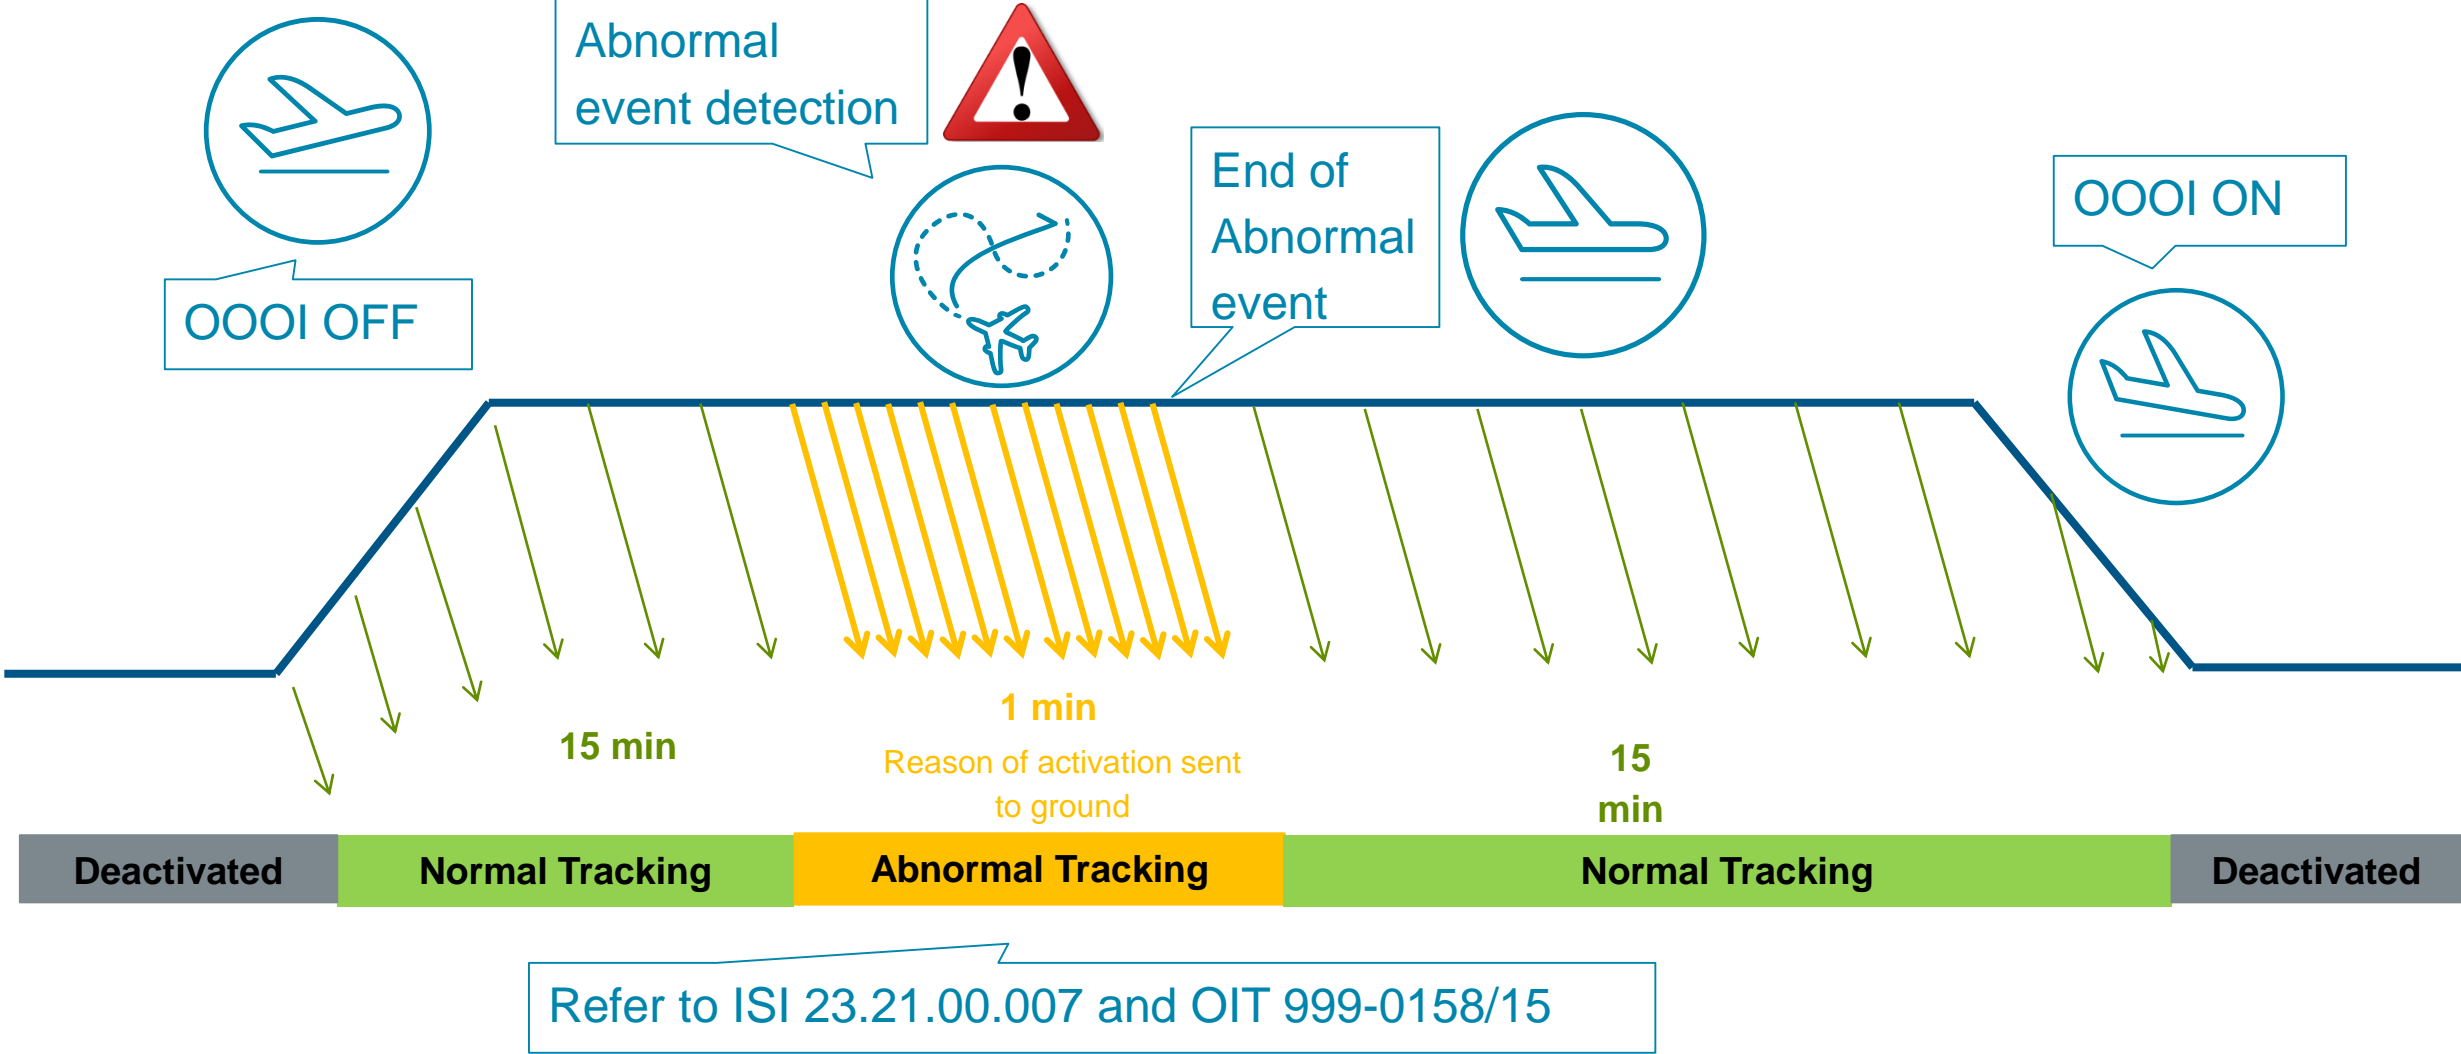 Abnormal
event detection
OOOI OFF
End of
Abnormal
event
OOOI ON
15 min
1 min
Reason of activation sent
to ground
15
min
Deactivated
Normal Tracking
Abnormal Tracking
Normal Tracking
Deactivated
Refer to ISI 23.21.00.007 and OIT 999-0158/15